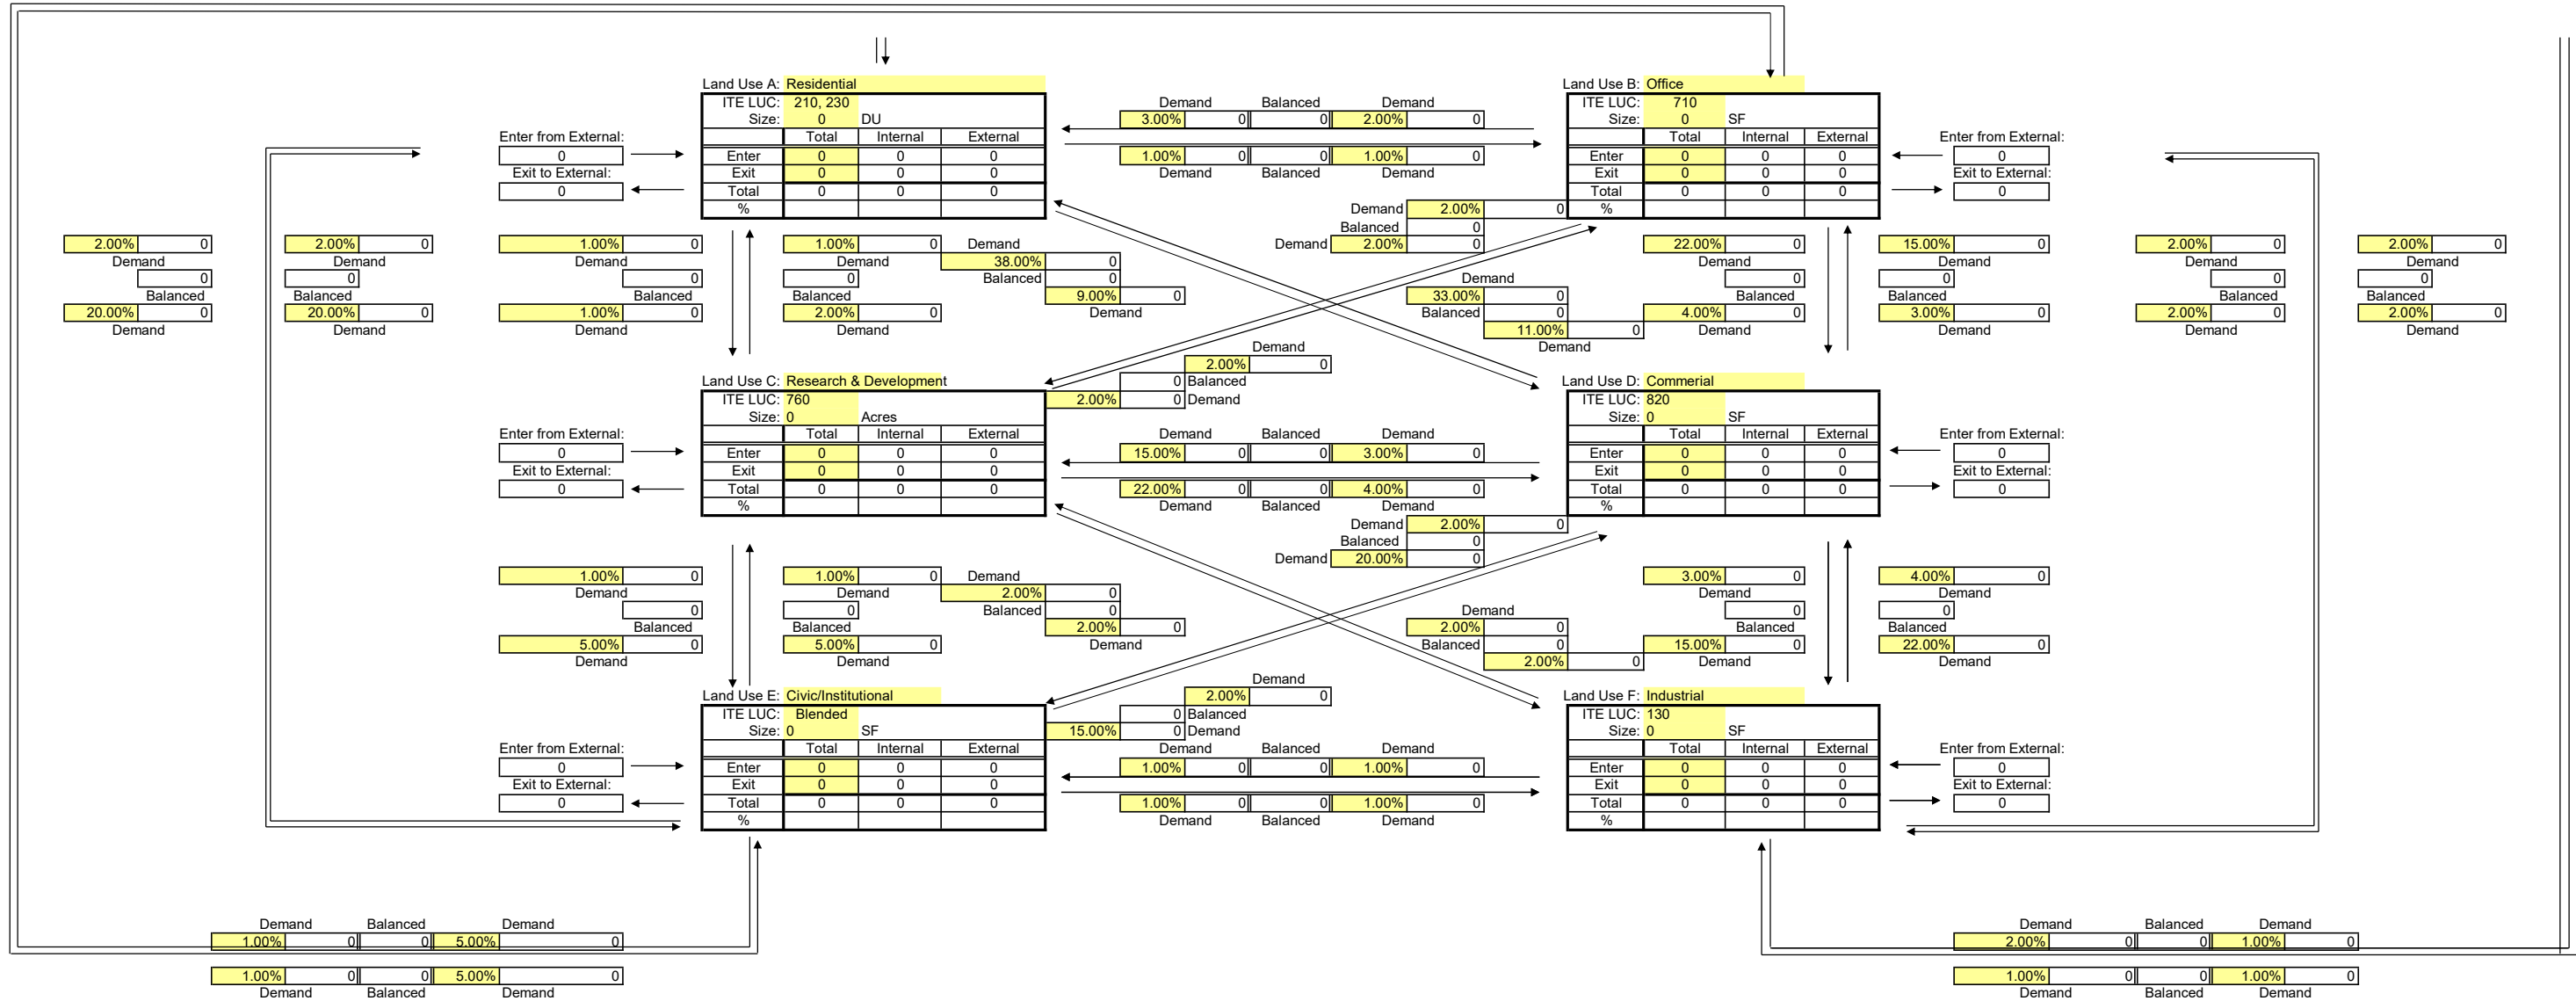 Land Use A: Residential
Land Use B: Office
ITE LUC: 210, 230
Demand Balanced Demand
ITE LUC: 710
Size: 0 DU
3.00% 0 0 2.00% 0
Size: 0 SF
Enter from External: Total Internal External
Total Internal External Enter from External:
0 Enter 0 0 0
1.00% 0 0 1.00% 0
Enter 0 0 0 0
Exit to External: Exit 0 0 0
Demand Balanced Demand
Exit 0 0 0 Exit to External:
0 Total 0 0 0
Total 0 0 0 0
%
Demand 2.00% 0
%
Balanced 0
Demand 2.00% 0
2.00% 0 2.00% 0 1.00% 0 1.00% 0 Demand
22.00% 0 15.00% 0 2.00% 0 2.00% 0
Demand Demand Demand Demand 38.00% 0
Demand Demand Demand Demand
0 0 0 0 Balanced 0
Demand
0 0 0 0
Balanced Balanced Balanced Balanced 9.00% 0
33.00% 0
Balanced Balanced Balanced Balanced
20.00% 0 20.00% 0 1.00% 0 2.00% 0 Demand
Balanced 0
4.00% 0 3.00% 0 2.00% 0 2.00% 0
Demand Demand Demand Demand
11.00% 0
Demand Demand Demand Demand
Demand
Demand
2.00% 0
Land Use C: Research & Development
0 Balanced
Land Use D: Commerial
ITE LUC: 760
2.00% 0 Demand
ITE LUC: 820
Size: 0 Acres
Size: 0 SF
Enter from External: Total Internal External
Demand Balanced Demand
Total Internal External Enter from External:
0 Enter 0 0 0
15.00% 0 0 3.00% 0
Enter 0 0 0 0
Exit to External: Exit 0 0 0
Exit 0 0 0 Exit to External:
0 Total 0 0 0
22.00% 0 0 4.00% 0
Total 0 0 0 0
%
Demand Balanced Demand
%
Demand 2.00% 0
Balanced 0
Demand 20.00% 0
1.00% 0 1.00% 0 Demand
3.00% 0 4.00% 0
Demand Demand 2.00% 0
Demand Demand
0 0 Balanced 0
Demand
0 0
Balanced Balanced 2.00% 0
2.00% 0
Balanced Balanced
5.00% 0 5.00% 0 Demand
Balanced 0
15.00% 0 22.00% 0
Demand Demand
2.00% 0
Demand Demand
Demand
2.00% 0
Land Use E: Civic/Institutional
0 Balanced
Land Use F: Industrial
ITE LUC: Blended
15.00% 0 Demand
ITE LUC: 130
Size: 0 SF
Size: 0 SF
Enter from External: Total Internal External
Demand Balanced Demand
Total Internal External Enter from External:
0 Enter 0 0 0
1.00% 0 0 1.00% 0
Enter 0 0 0 0
Exit to External: Exit 0 0 0
Exit 0 0 0 Exit to External:
0 Total 0 0 0
1.00% 0 0 1.00% 0
Total 0 0 0 0
%
Demand Balanced Demand
%
Demand Balanced Demand
Demand Balanced Demand
1.00% 0 0 5.00% 0
2.00% 0 0 1.00% 0
1.00% 0 0 5.00% 0
1.00% 0 0 1.00% 0
Demand Balanced Demand
Demand Balanced Demand